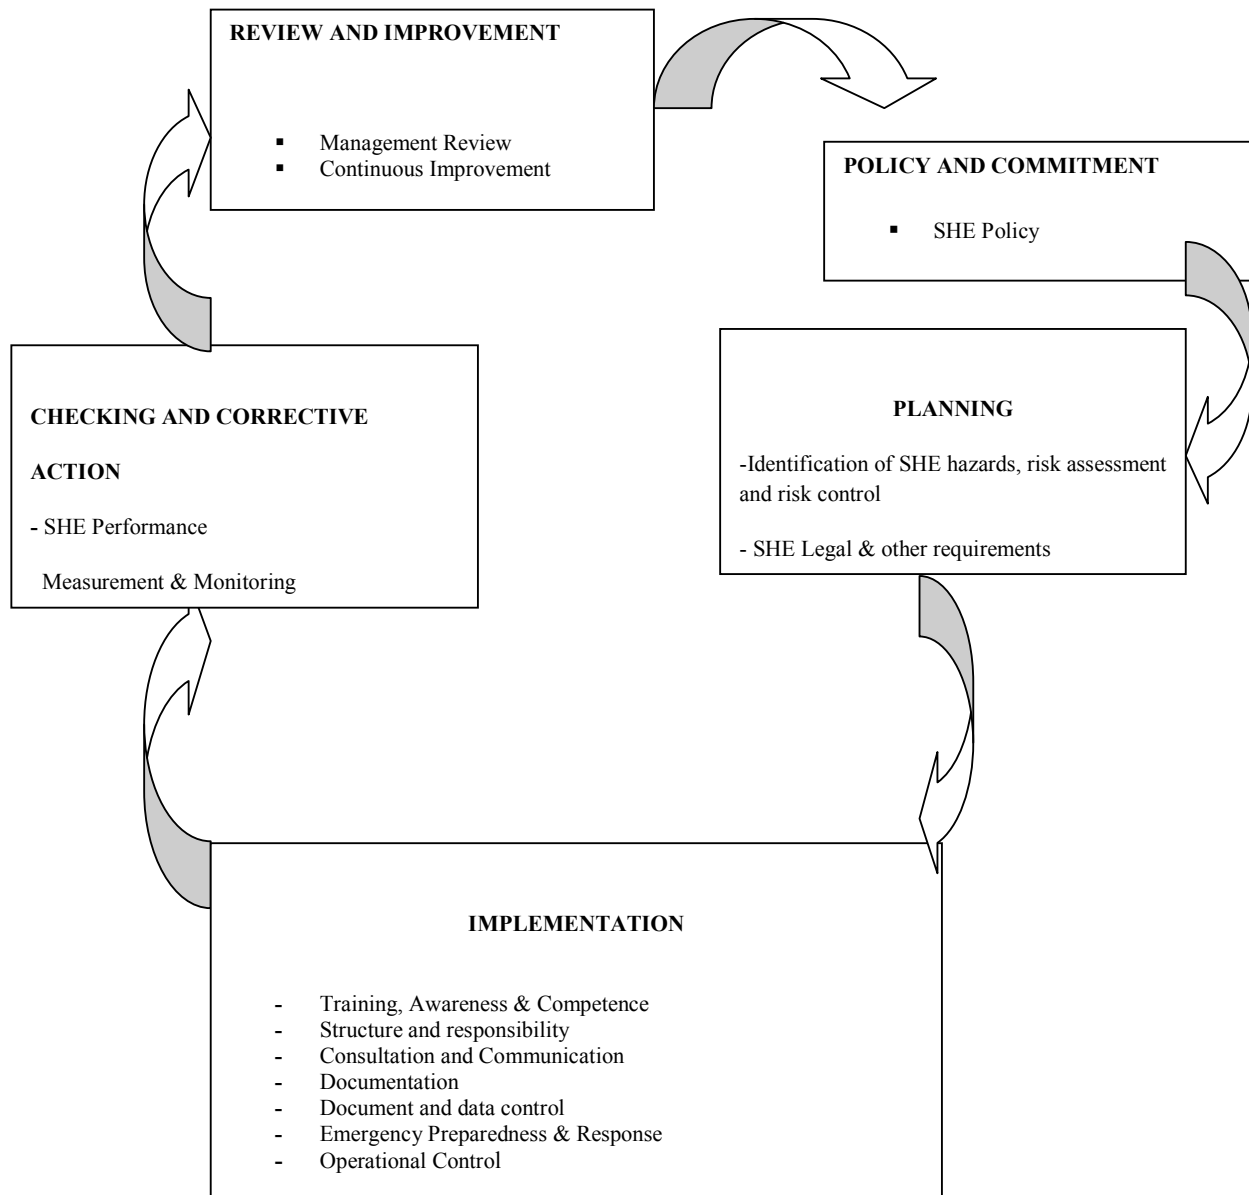 REVIEW AND IMPROVEMENT
▪ Management Review
▪ Continuous Improvement
POLICY AND COMMITMENT
▪ SHE Policy
PLANNING
-Identification of SHE hazards, risk assessment
and risk control
- SHE Legal & other requirements
IMPLEMENTATION
- Training, Awareness & Competence
- Structure and responsibility
- Consultation and Communication
- Documentation
- Document and data control
- Emergency Preparedness & Response
- Operational Control
CHECKING AND CORRECTIVE
ACTION
- SHE Performance
Measurement & Monitoring